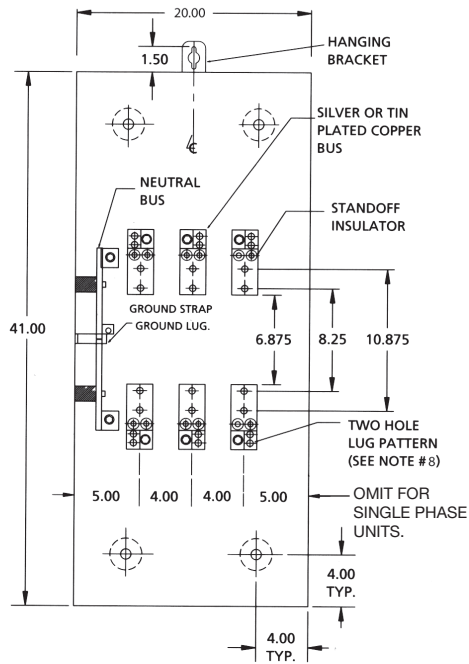 20.00
1.50
HANGING
BRACKET
SILVER OR TIN
PLATED COPPER
BUS
NEUTRAL
BUS
STANDOFF
INSULATOR
GROUND STRAP
GROUND LUG.
41.00
6.875
8.25
10.875
TWO HOLE
LUG PATTERN
(SEE NOTE #8)
5.00
4.00
4.00
5.00
OMIT FOR
SINGLE PHASE
UNITS.
4.00
TYP.
4.00
TYP.